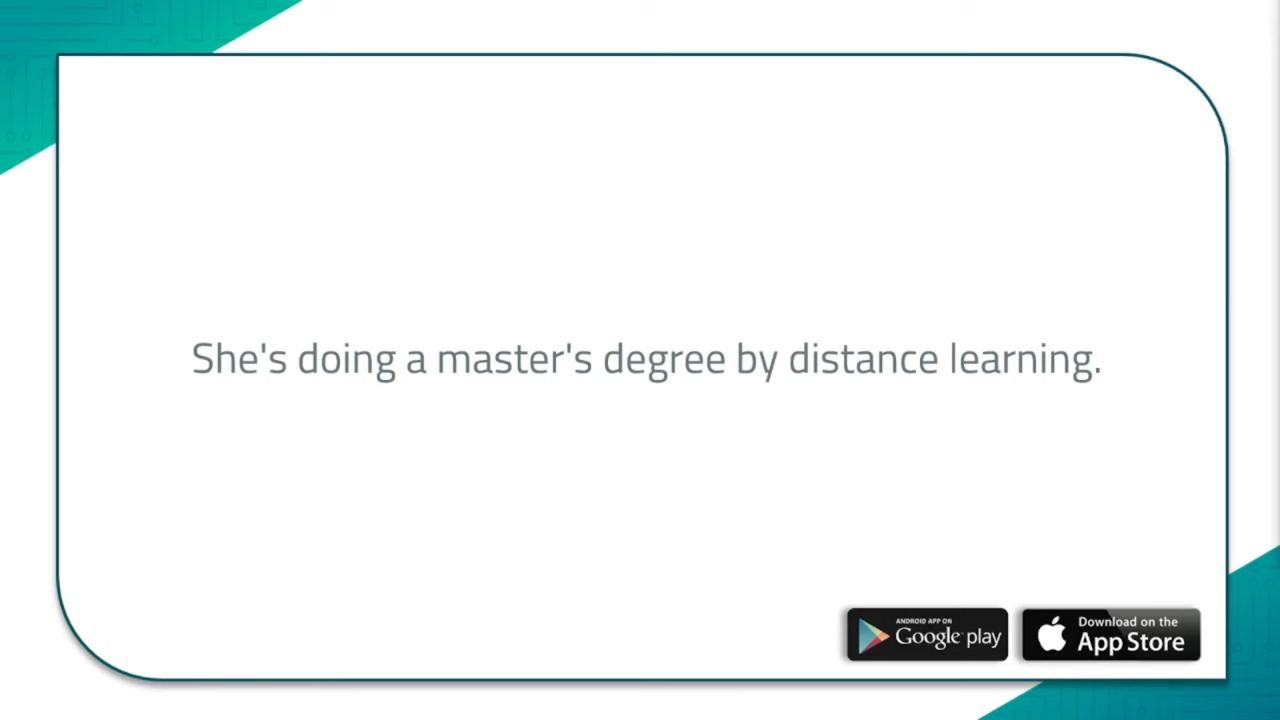 She's doing a master's degree by distance learning.
ANDROID APP ON
Google play
Download on the
App Store